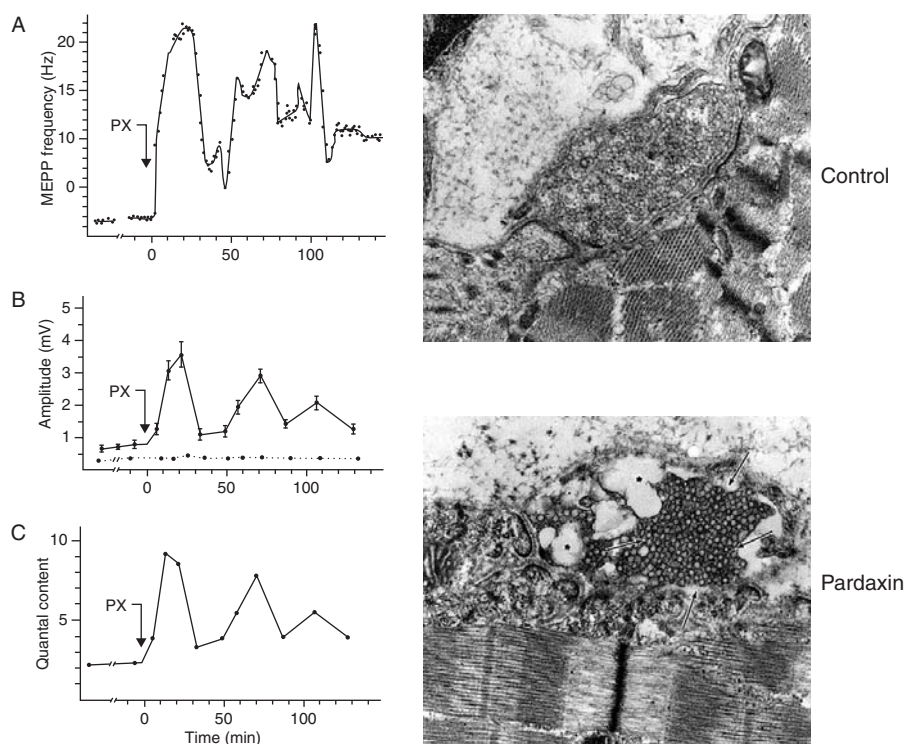 A
MEPP frequency (Hz)
20
15
10
0
PX
0
50
100
Control
B
Amplitude (mV)
5
4
3
2
1
PX
0
50
100
C
Quantal content
10
5
PX
0
50
100
Time (min)
Pardaxin